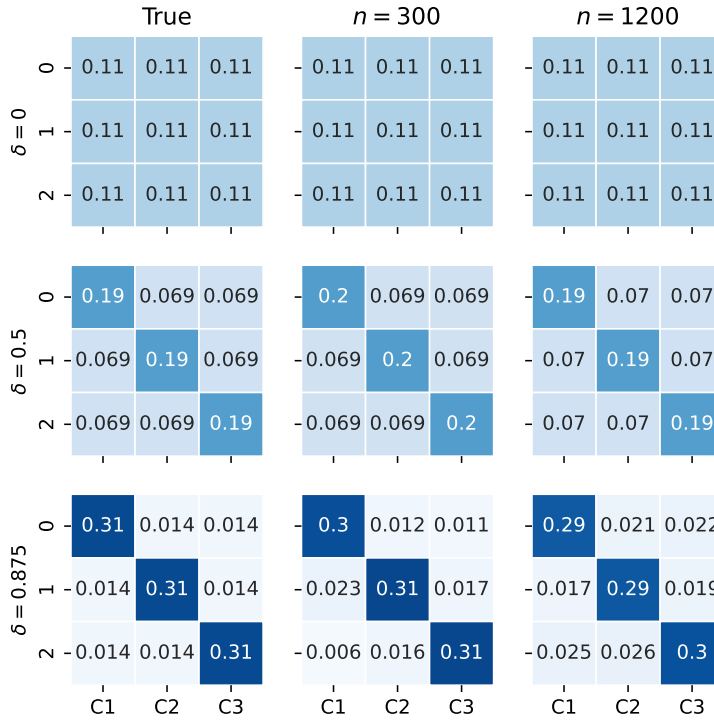 True n = 300 n = 1200
δ = 0
0 0.11 0.11 0.11 0.11 0.11 0.11 0.11 0.11 0.11
1 0.11 0.11 0.11 0.11 0.11 0.11 0.11 0.11 0.11
2 0.11 0.11 0.11 0.11 0.11 0.11 0.11 0.11 0.11
δ = 0.5
0 0.19 0.069 0.069 0.2 0.069 0.069 0.19 0.07 0.07
1 0.069 0.19 0.069 0.069 0.2 0.069 0.07 0.19 0.07
2 0.069 0.069 0.19 0.069 0.069 0.2 0.07 0.07 0.19
δ = 0.875
0 0.31 0.014 0.014 0.3 0.012 0.011 0.29 0.021 0.022
1 0.014 0.31 0.014 0.023 0.31 0.017 0.017 0.29 0.019
2 0.014 0.014 0.31 0.006 0.016 0.31 0.025 0.026 0.3
C1 C2 C3 C1 C2 C3 C1 C2 C3